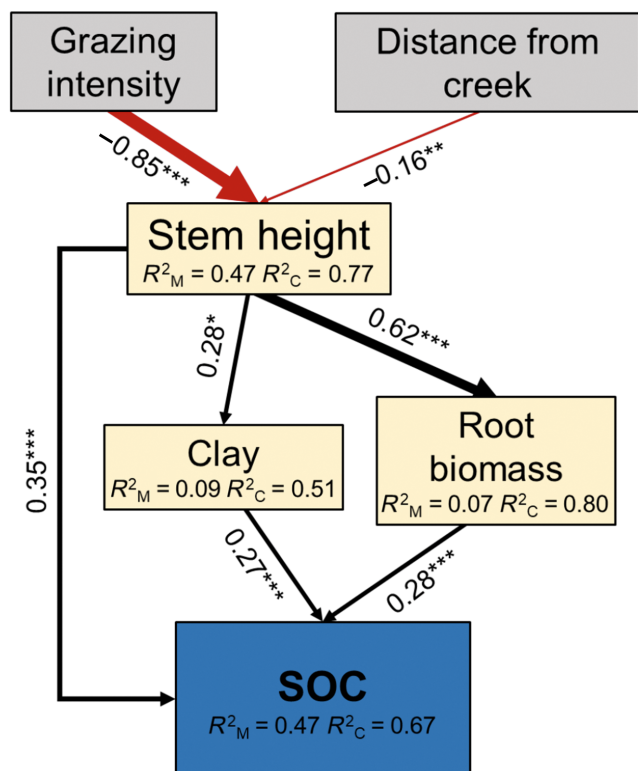 Grazing
intensity
Distance from
creek
−0.85***
−0.16**
Stem height
R²M = 0.47 R²C = 0.77
0.28*
0.62***
0.35***
Clay
R²M = 0.09 R²C = 0.51
Root
biomass
R²M = 0.07 R²C = 0.80
0.27***
0.28***
SOC
R²M = 0.47 R²C = 0.67